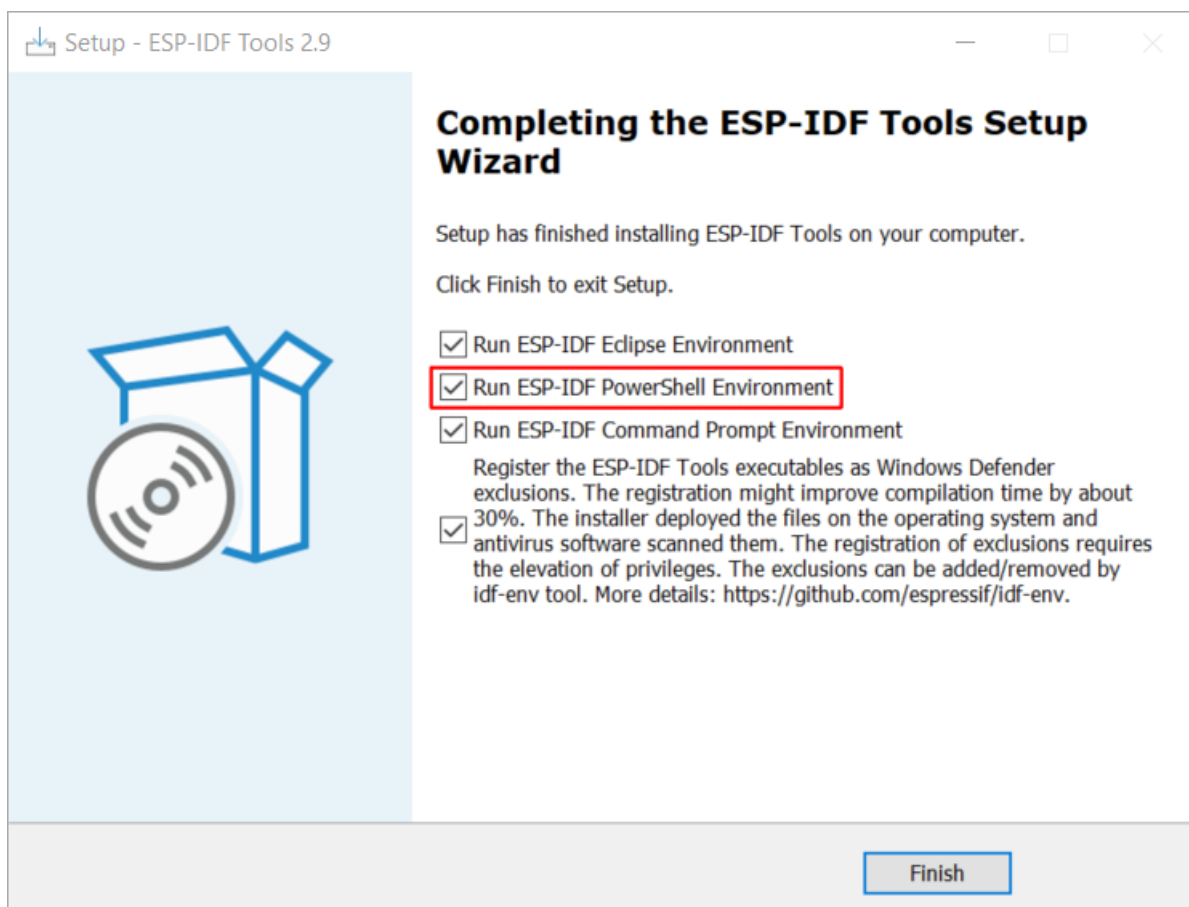 Setup - ESP-IDF Tools 2.9
Completing the ESP-IDF Tools Setup
Wizard
Setup has finished installing ESP-IDF Tools on your computer.
Click Finish to exit Setup.
Run ESP-IDF Eclipse Environment
Run ESP-IDF PowerShell Environment
Run ESP-IDF Command Prompt Environment
Register the ESP-IDF Tools executables as Windows Defender
exclusions. The registration might improve compilation time by about
30%. The installer deployed the files on the operating system and
antivirus software scanned them. The registration of exclusions requires
the elevation of privileges. The exclusions can be added/removed by
idf-env tool. More details: https://github.com/espressif/idf-env.
Finish